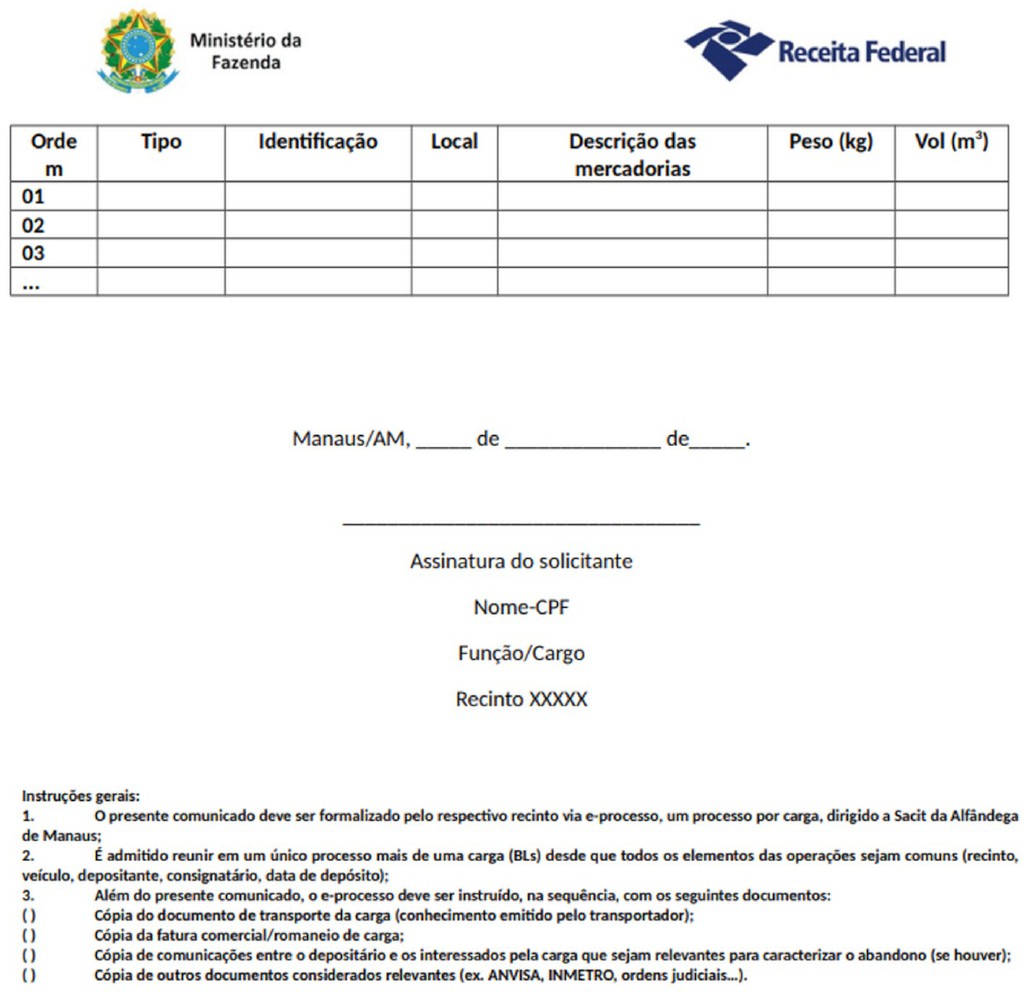 Ministério da
Fazenda
Receita Federal
Orde
m
Tipo
Identificação
Local
Descrição das
mercadorias
Peso (kg)
Vol (m³)
01
02
03
...
Manaus/AM, _____ de ______________ de_____.
________________________________
Assinatura do solicitante
Nome-CPF
Função/Cargo
Recinto XXXXX
Instruções gerais:
1. O presente comunicado deve ser formalizado pelo respectivo recinto via e-processo, um processo por carga, dirigido a Sacit da Alfândega
de Manaus;
2. É admitido reunir em um único processo mais de uma carga (BLs) desde que todos os elementos das operações sejam comuns (recinto,
veículo, depositante, consignatário, data de depósito);
3. Além do presente comunicado, o e-processo deve ser instruído, na sequência, com os seguintes documentos:
( ) Cópia do documento de transporte da carga (conhecimento emitido pelo transportador);
( ) Cópia da fatura comercial/romaneio de carga;
( ) Cópia de comunicações entre o depositário e os interessados pela carga que sejam relevantes para caracterizar o abandono (se houver);
( ) Cópia de outros documentos considerados relevantes (ex. ANVISA, INMETRO, ordens judiciais...).